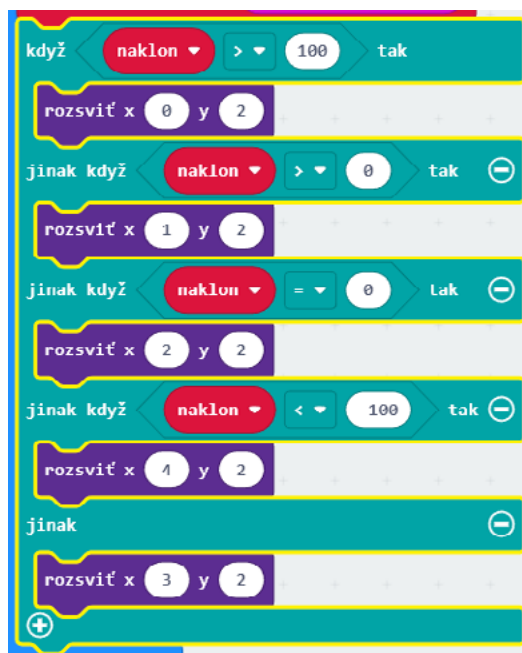 když naklon > 100 tak
rozsviť x 0 y 2
jinak když naklon > 0 tak
rozsviť x 1 y 2
jinak když naklon = 0 tak
rozsviť x 2 y 2
jinak když naklon < 100 tak
rozsviť x 4 y 2
jinak
rozsviť x 3 y 2